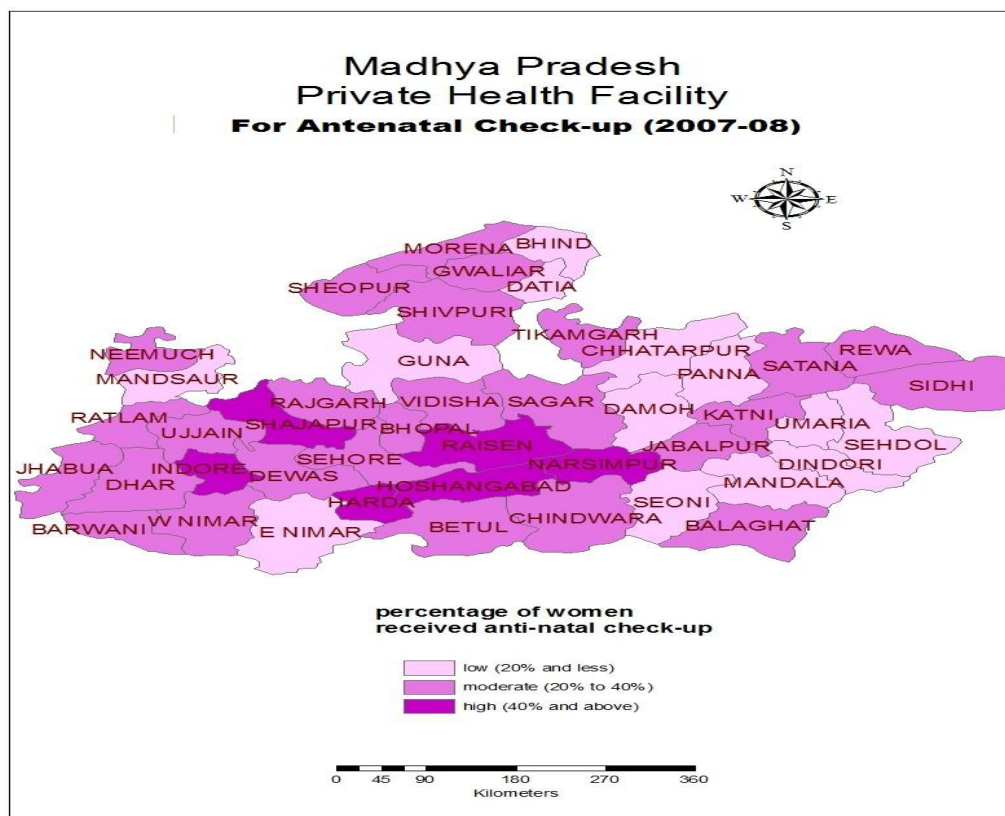 Madhya Pradesh
Private Health Facility
For Antenatal Check-up (2007-08)
N
W E
S
MORENA BHIND
GWALIAR
SHEOPUR DATIA
SHIVPURI
TIKAMGARH
NEEMUCH GUNA CHHATARPUR REWA
MANDSAUR PANNA SATANA SIDHI
RATLAM RAJGARH VIDISHA SAGAR DAMOH KATNI
UJJAIN SHAJAPUR BHOPAL UMARIA
JHABUA INDORE SEHORE RAISEN JABALPUR SEHDOL
DHAR DEWAS NARSIMPUR DINDORI
HOSHANGABAD MANDALA
HARDA SEONI
BARWANI W NIMAR E NIMAR BETUL CHINDWARA BALAGHAT
percentage of women
received anti-natal check-up
low (20% and less)
moderate (20% to 40%)
high (40% and above)
0 45 90 180 270 360
Kilometers